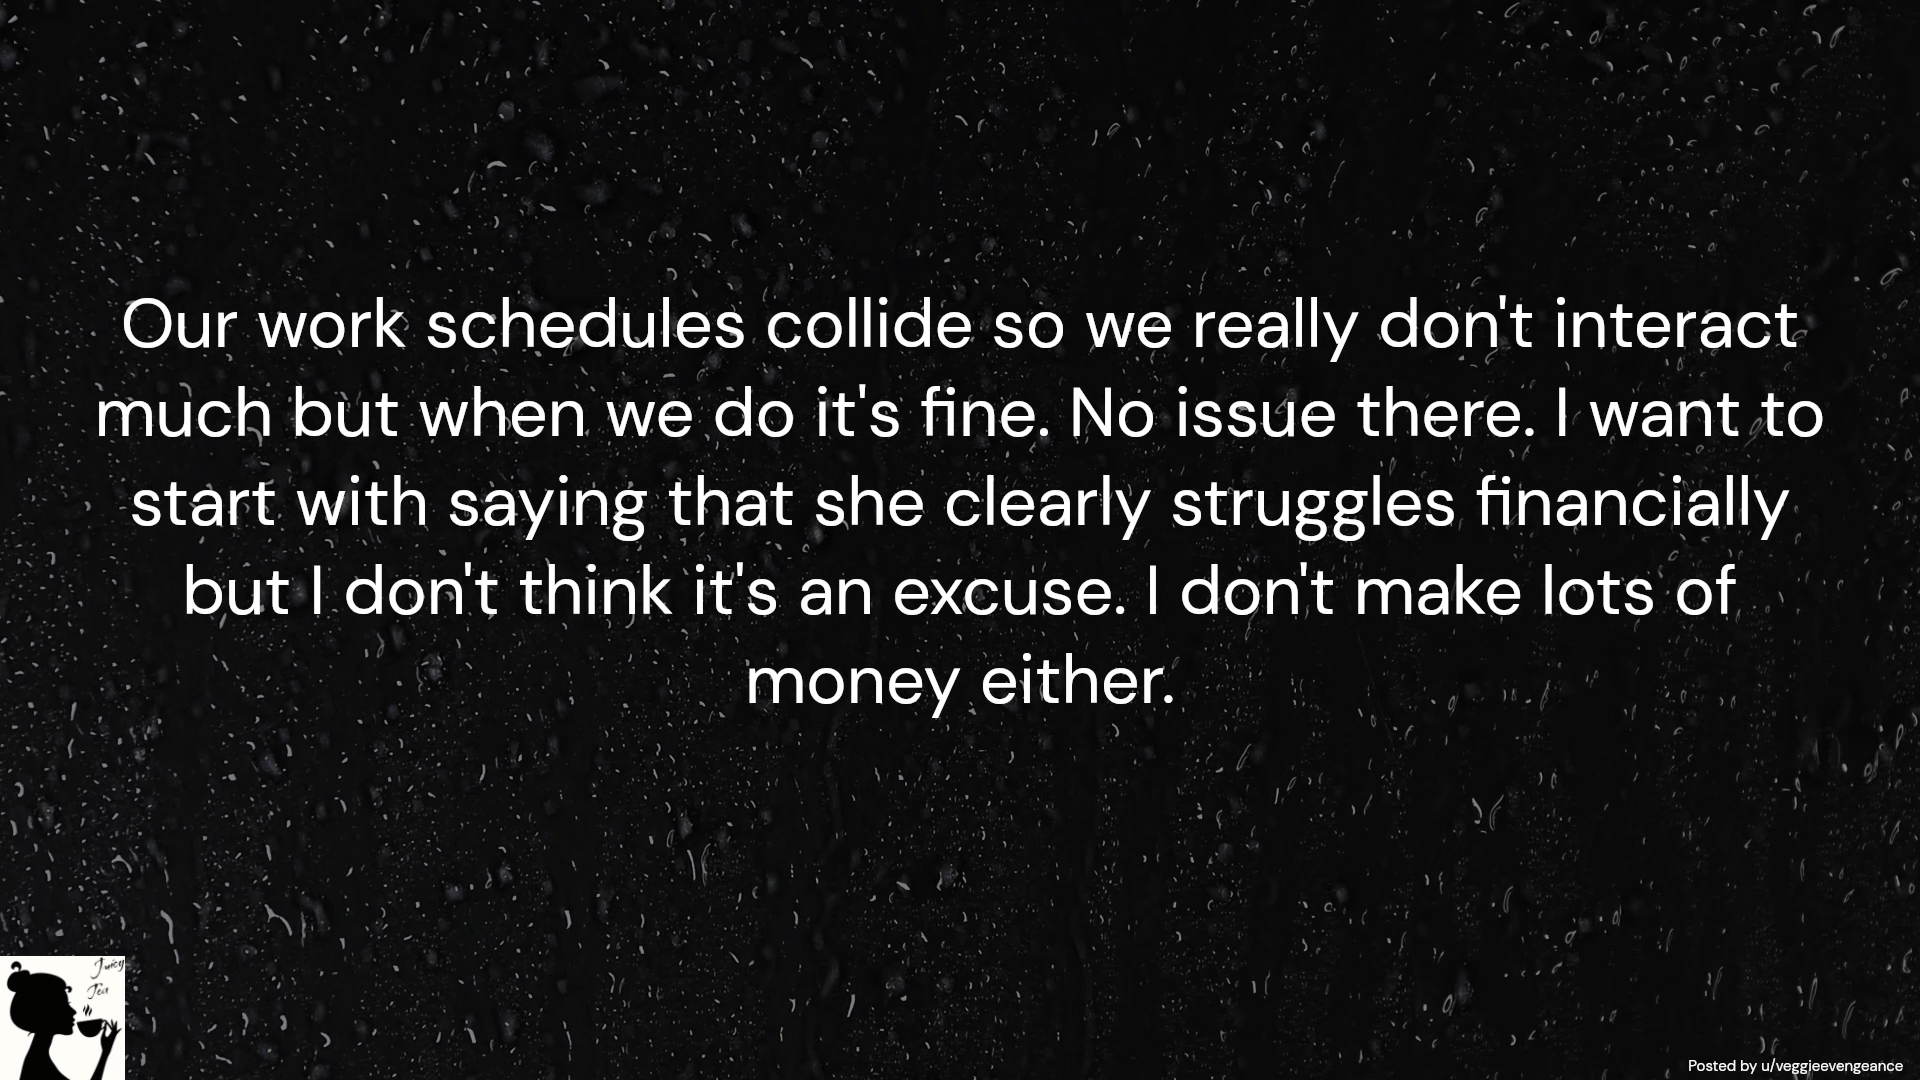 Our work schedules collide so we really don't interact
much but when we do it's fine. No issue there. I want to
start with saying that she clearly struggles financially
but I don't think it's an excuse. I don't make lots of
money either.
Juicy
Tea
Posted by u/veggieevengeance